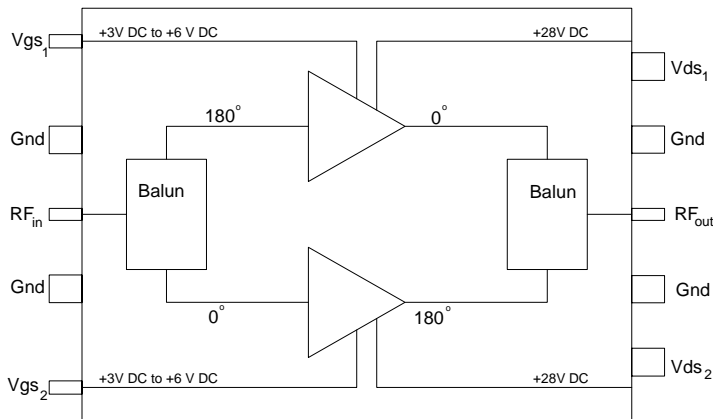 Vgs1 +3V DC to +6 V DC +28V DC
Vds1
Gnd 180° 0° Gnd
Balun Balun
RFin RFout
Gnd Gnd
0° 180°
Vds2
Vgs2 +3V DC to +6 V DC +28V DC